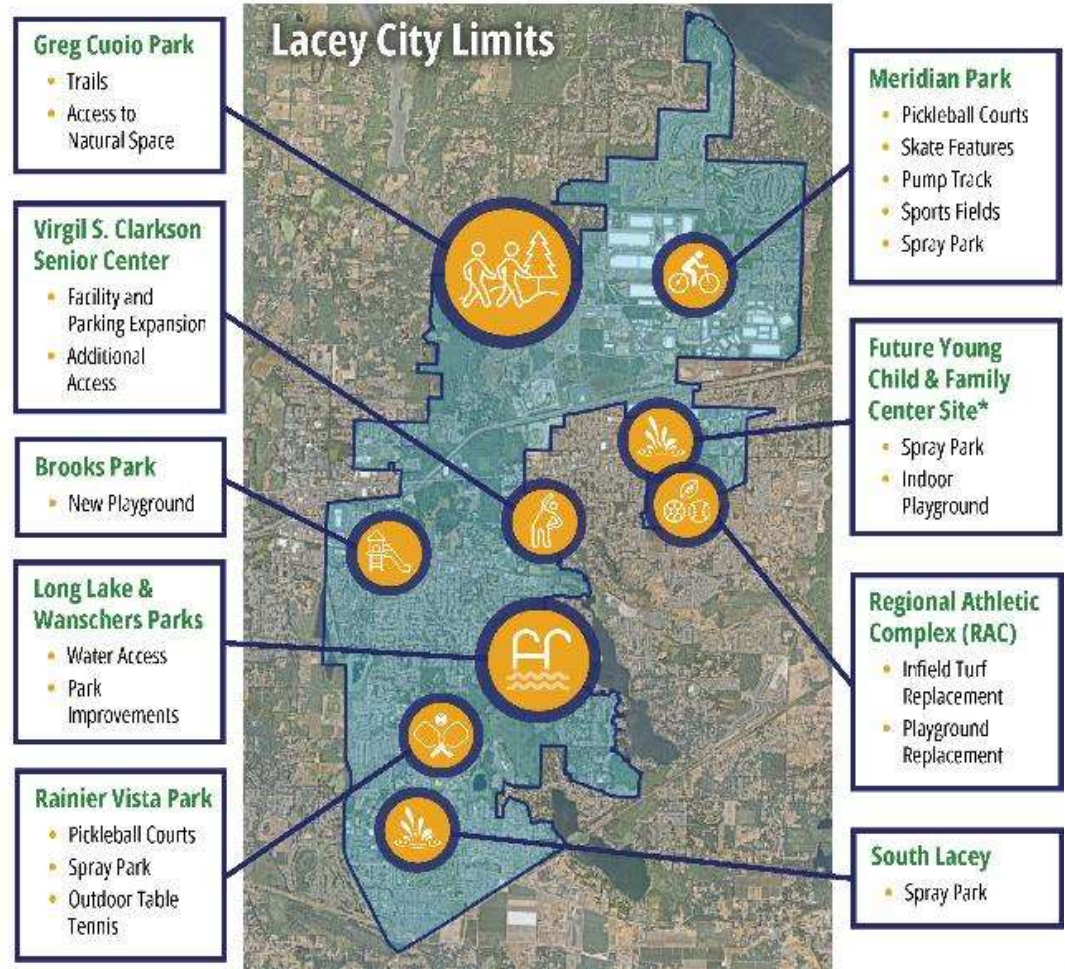 Lacey City Limits
Greg Cuoio Park
Trails
Access to
Natural Space
Virgil S. Clarkson
Senior Center
Facility and
Parking Expansion
Additional
Access
Brooks Park
New Playground
Long Lake &
Wanschers Parks
Water Access
Park
Improvements
Rainier Vista Park
Pickleball Courts
Spray Park
Outdoor Table
Tennis
Meridian Park
Pickleball Courts
Skate Features
Pump Track
Sports Fields
Spray Park
Future Young
Child & Family
Center Site*
Spray Park
Indoor
Playground
Regional Athletic
Complex (RAC)
Infield Turf
Replacement
Playground
Replacement
South Lacey
Spray Park